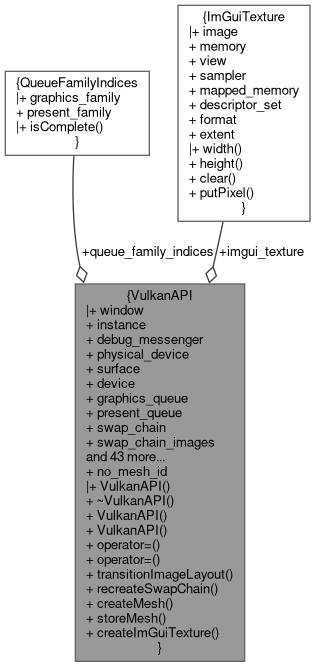 {ImGuiTexture
|+ image
+ memory
+ view
+ sampler
+ mapped_memory
+ descriptor_set
+ format
+ extent
|+ width()
+ height()
+ clear()
+ putPixel()
}
{QueueFamilyIndices
|+ graphics_family
+ present_family
|+ isComplete()
}
+queue_family_indices
+imgui_texture
{VulkanAPI
|+ window
+ instance
+ debug_messenger
+ physical_device
+ surface
+ device
+ graphics_queue
+ present_queue
+ swap_chain
+ swap_chain_images
and 43 more...
+ no_mesh_id
|+ VulkanAPI()
+ ~VulkanAPI()
+ VulkanAPI()
+ VulkanAPI()
+ operator=()
+ operator=()
+ transitionImageLayout()
+ recreateSwapChain()
+ createMesh()
+ storeMesh()
+ createImGuiTexture()
}